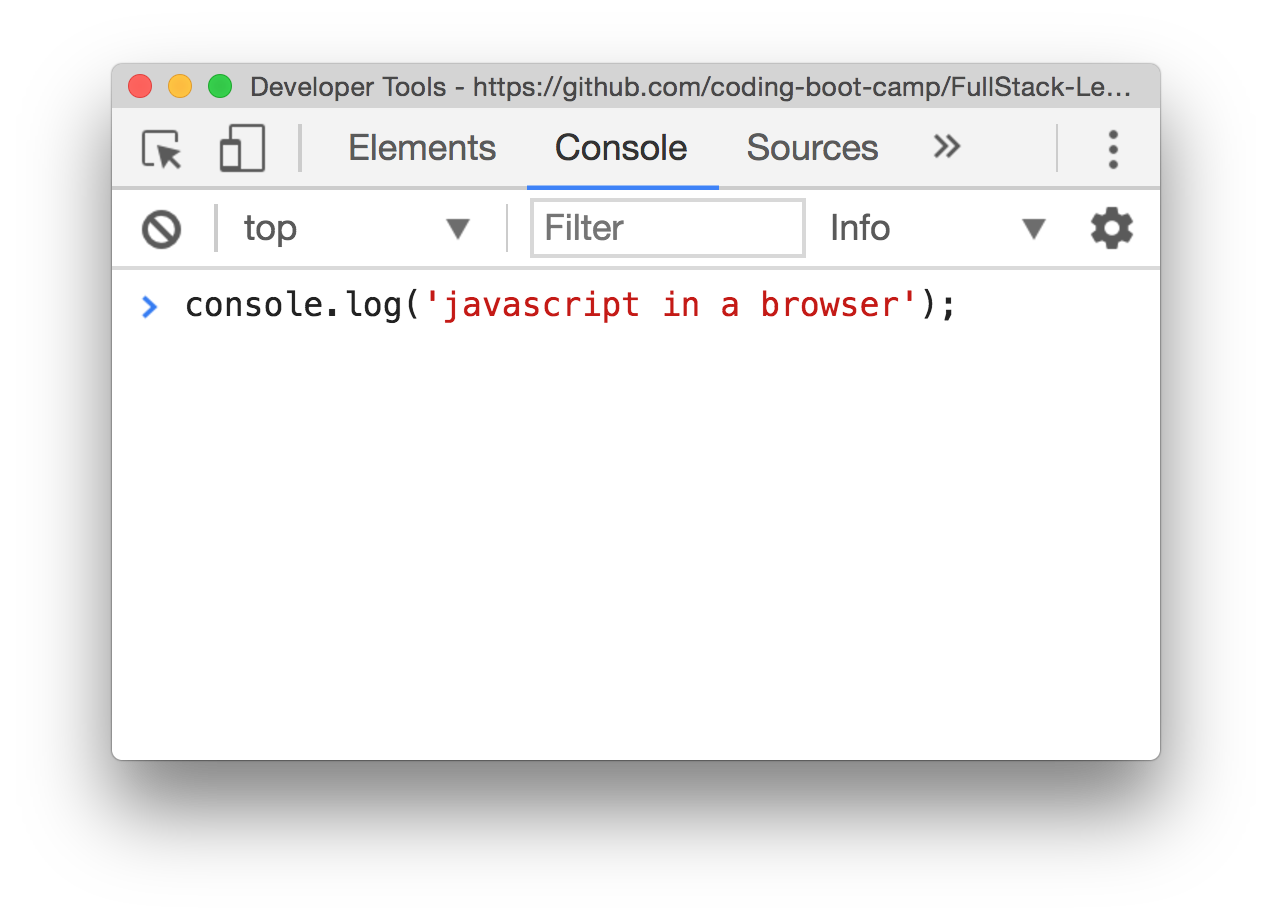 Developer Tools - https://github.com/coding-boot-camp/FullStack-Le...
Elements Console Sources
top Filter Info
console.log('javascript in a browser');